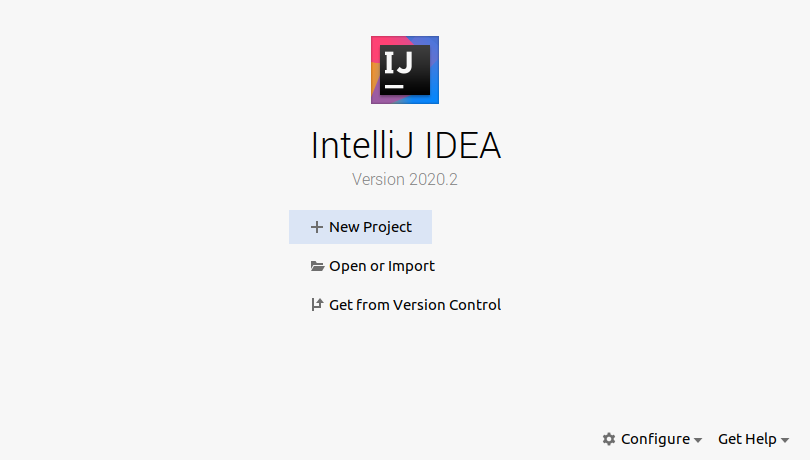 IJ
IntelliJ IDEA
Version 2020.2
New Project
Open or Import
Get from Version Control
Configure
Get Help